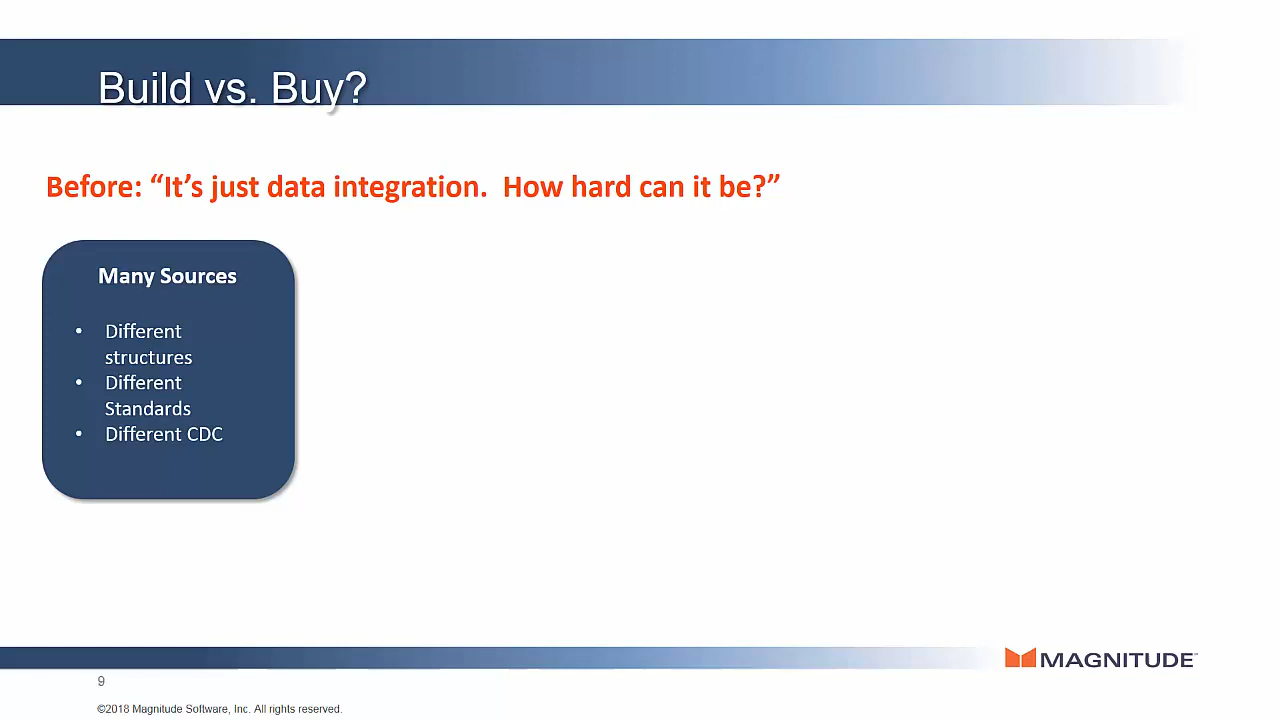 Build vs. Buy?
Before: “It’s just data integration.  How hard can it be?”
Many Sources
• Different
structures
• Different
Standards
• Different CDC
MAGNITUDE™
9
©2018 Magnitude Software, Inc. All rights reserved.